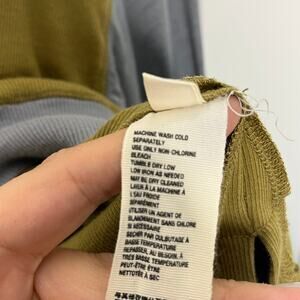 MACHINE WASH COLD
SEPARATELY
USE ONLY NON-CHLORINE
BLEACH
TUMBLE DRY LOW
LOW IRON AS NEEDED
MAY BE DRY CLEANED
LAVER À LA MACHINE À
L'EAU FROIDE
SÉPARÉMENT
UTILISER UN AGENT DE
BLANCHIMENT SANS CHLORE
SI NÉCESSAIRE
SÉCHER PAR CULBUTAGE À
BASSE TEMPÉRATURE
REPASSER, AU BESOIN, À
TRÈS BASSE TEMPÉRATURE
PEUT-ÊTRE ÊTRE
NETTOYÉE À SEC